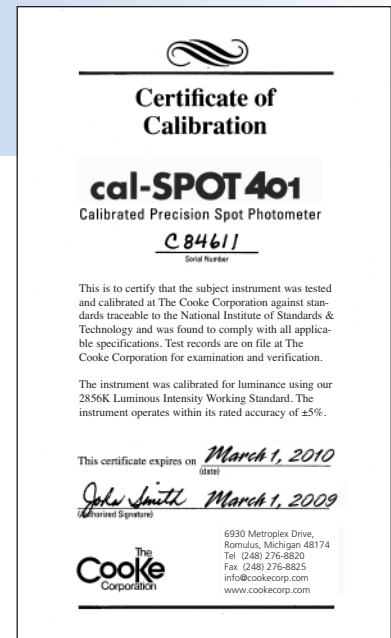 Certificate of
Calibration
cal-SPOT 401
Calibrated Precision Spot Photometer
C84611
Serial Number
This is to certify that the subject instrument was tested
and calibrated at The Cooke Corporation against stan-
dards traceable to the National Institute of Standards &
Technology and was found to comply with all applica-
ble specifications. Test records are on file at The
Cooke Corporation for examination and verification.
The instrument was calibrated for luminance using our
2856K Luminous Intensity Working Standard. The
instrument operates within its rated accuracy of ±5%.
This certificate expires on March 1, 2010
(date)
John Smith March 1, 2009
(Authorized Signature)
The
Cooke
Corporation
6930 Metroplex Drive,
Romulus, Michigan 48174
Tel (248) 276-8820
Fax (248) 276-8825
info@cookecorp.com
www.cookecorp.com